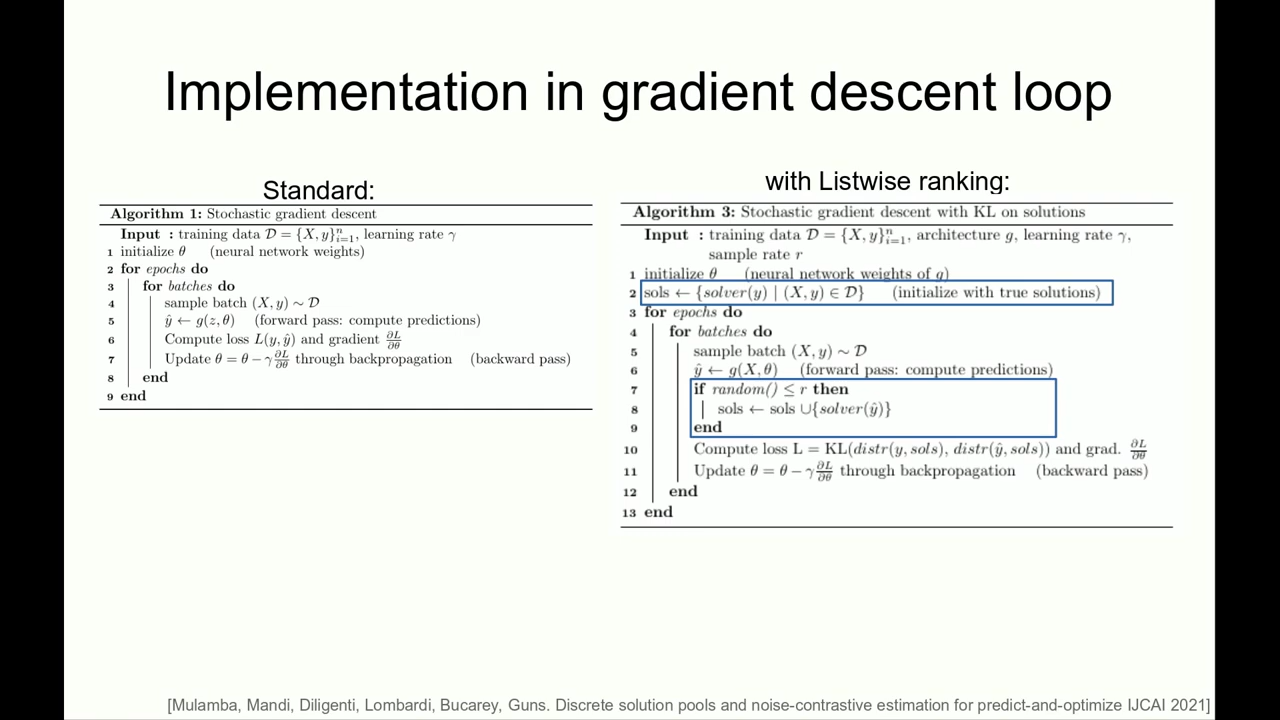 Implementation in gradient descent loop
Standard:
Algorithm 1: Stochastic gradient descent
Input : training data 𝒟 = {X, y}ⁿᵢ₌₁, learning rate γ
1 initialize θ (neural network weights)
2 for epochs do
3 for batches do
4 sample batch (X, y) ∼ 𝒟
5 ŷ ← g(z, θ) (forward pass: compute predictions)
6 Compute loss L(y, ŷ) and gradient ∂L/∂θ
7 Update θ = θ − γ ∂L/∂θ through backpropagation (backward pass)
8 end
9 end
with Listwise ranking:
Algorithm 3: Stochastic gradient descent with KL on solutions
Input : training data 𝒟 = {X, y}ⁿᵢ₌₁, architecture g, learning rate γ,
sample rate r
1 initialize θ (neural network weights of g)
2 sols ← {solver(y) | (X, y) ∈ 𝒟} (initialize with true solutions)
3 for epochs do
4 for batches do
5 sample batch (X, y) ∼ 𝒟
6 ŷ ← g(X, θ) (forward pass: compute predictions)
7 if random() ≤ r then
8 sols ← sols ∪{solver(ŷ)}
9 end
10 Compute loss L = KL(distr(y, sols), distr(ŷ, sols)) and grad. ∂L/∂θ
11 Update θ = θ − γ ∂L/∂θ through backpropagation (backward pass)
12 end
13 end
[Mulamba, Mandi, Diligenti, Lombardi, Bucarey, Guns. Discrete solution pools and noise-contrastive estimation for predict-and-optimize IJCAI 2021]